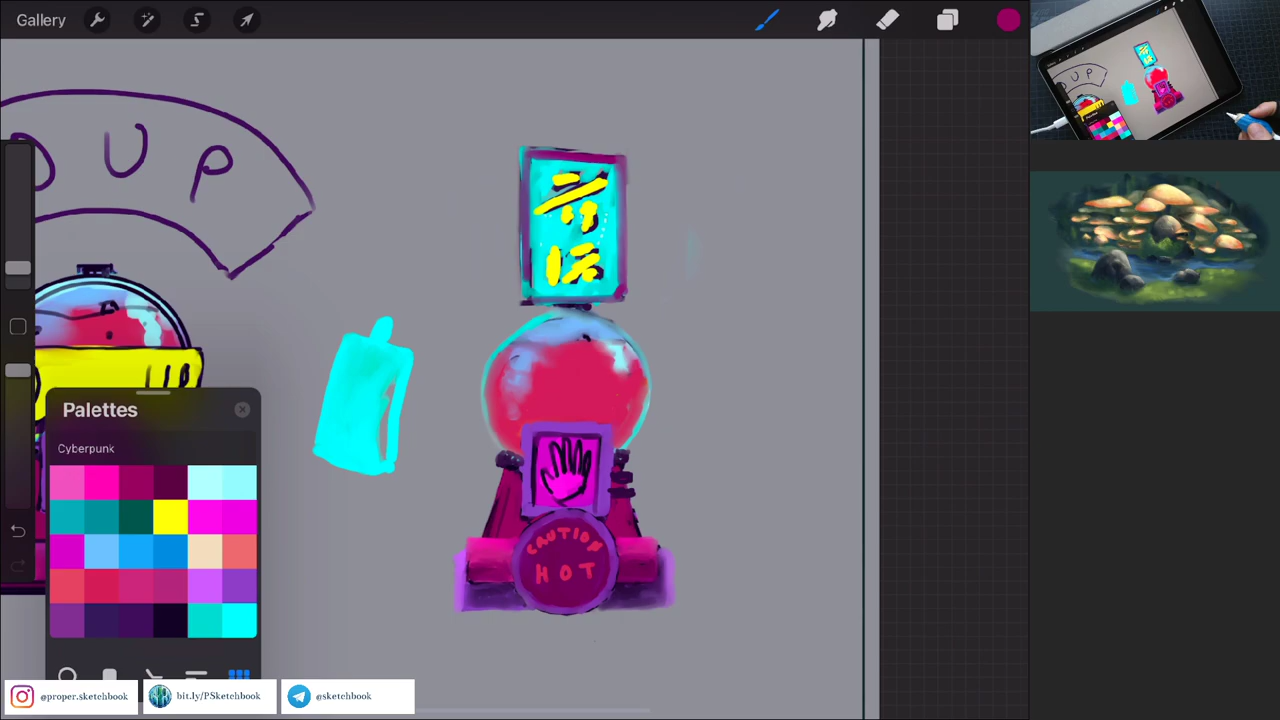 Gallery
U P
UP
Palettes
Cyberpunk
CAUTION
HOT
@proper.sketchbook
bit.ly/PSketchbook
@sketchbook